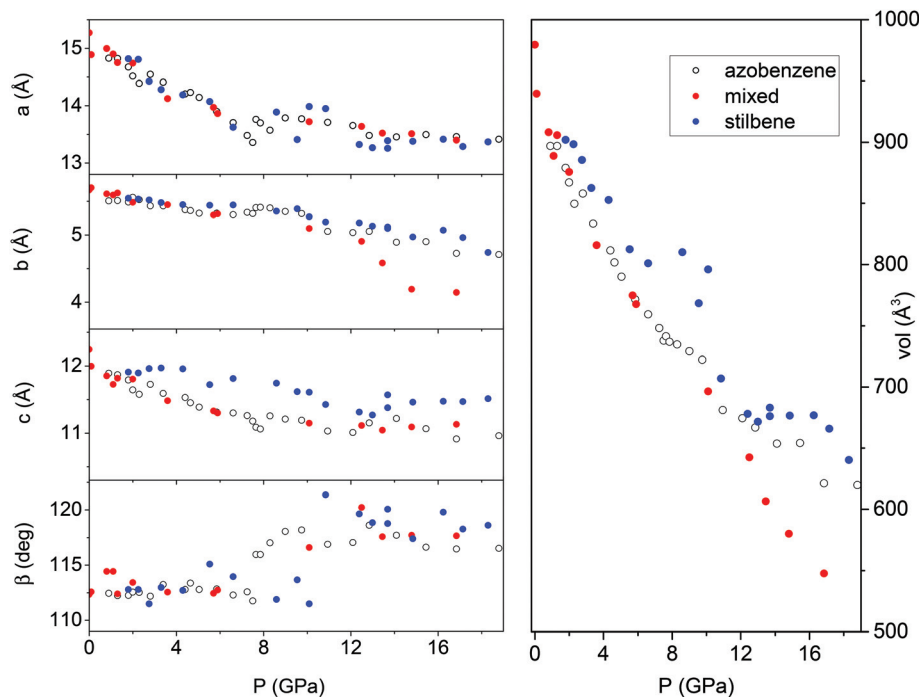 a (Å)
15
14
13
b (Å)
5
4
c (Å)
12
11
β (deg)
120
115
110
0
4
8
12
16
P (GPa)
azobenzene
mixed
stilbene
1000
900
800
700
600
500
vol (Å³)
0
4
8
12
16
P (GPa)